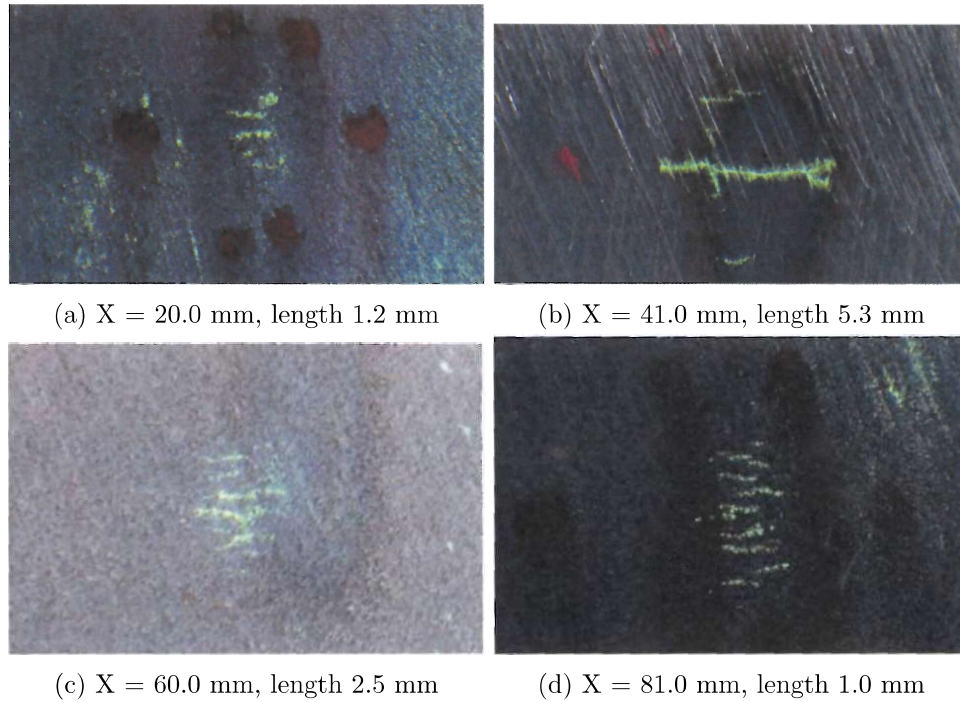 (a) X = 20.0 mm, length 1.2 mm
(b) X = 41.0 mm, length 5.3 mm
(c) X = 60.0 mm, length 2.5 mm
(d) X = 81.0 mm, length 1.0 mm